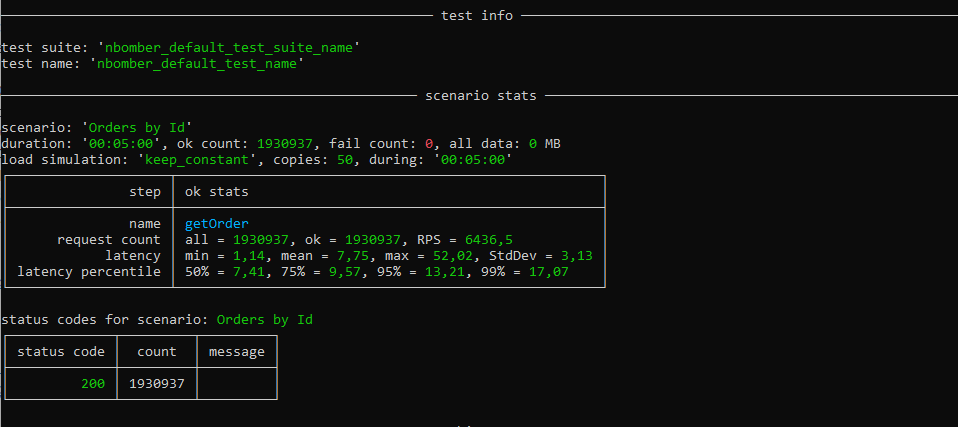 test info
test suite: 'nbomber_default_test_suite_name'
test name: 'nbomber_default_test_name'
scenario stats
scenario: 'Orders by Id'
duration: '00:05:00', ok count: 1930937, fail count: 0, all data: 0 MB
load simulation: 'keep_constant', copies: 50, during: '00:05:00'
step ok stats
name getOrder
request count all = 1930937, ok = 1930937, RPS = 6436,5
latency min = 1,14, mean = 7,75, max = 52,02, StdDev = 3,13
latency percentile 50% = 7,41, 75% = 9,57, 95% = 13,21, 99% = 17,07
status codes for scenario: Orders by Id
status code count message
200 1930937